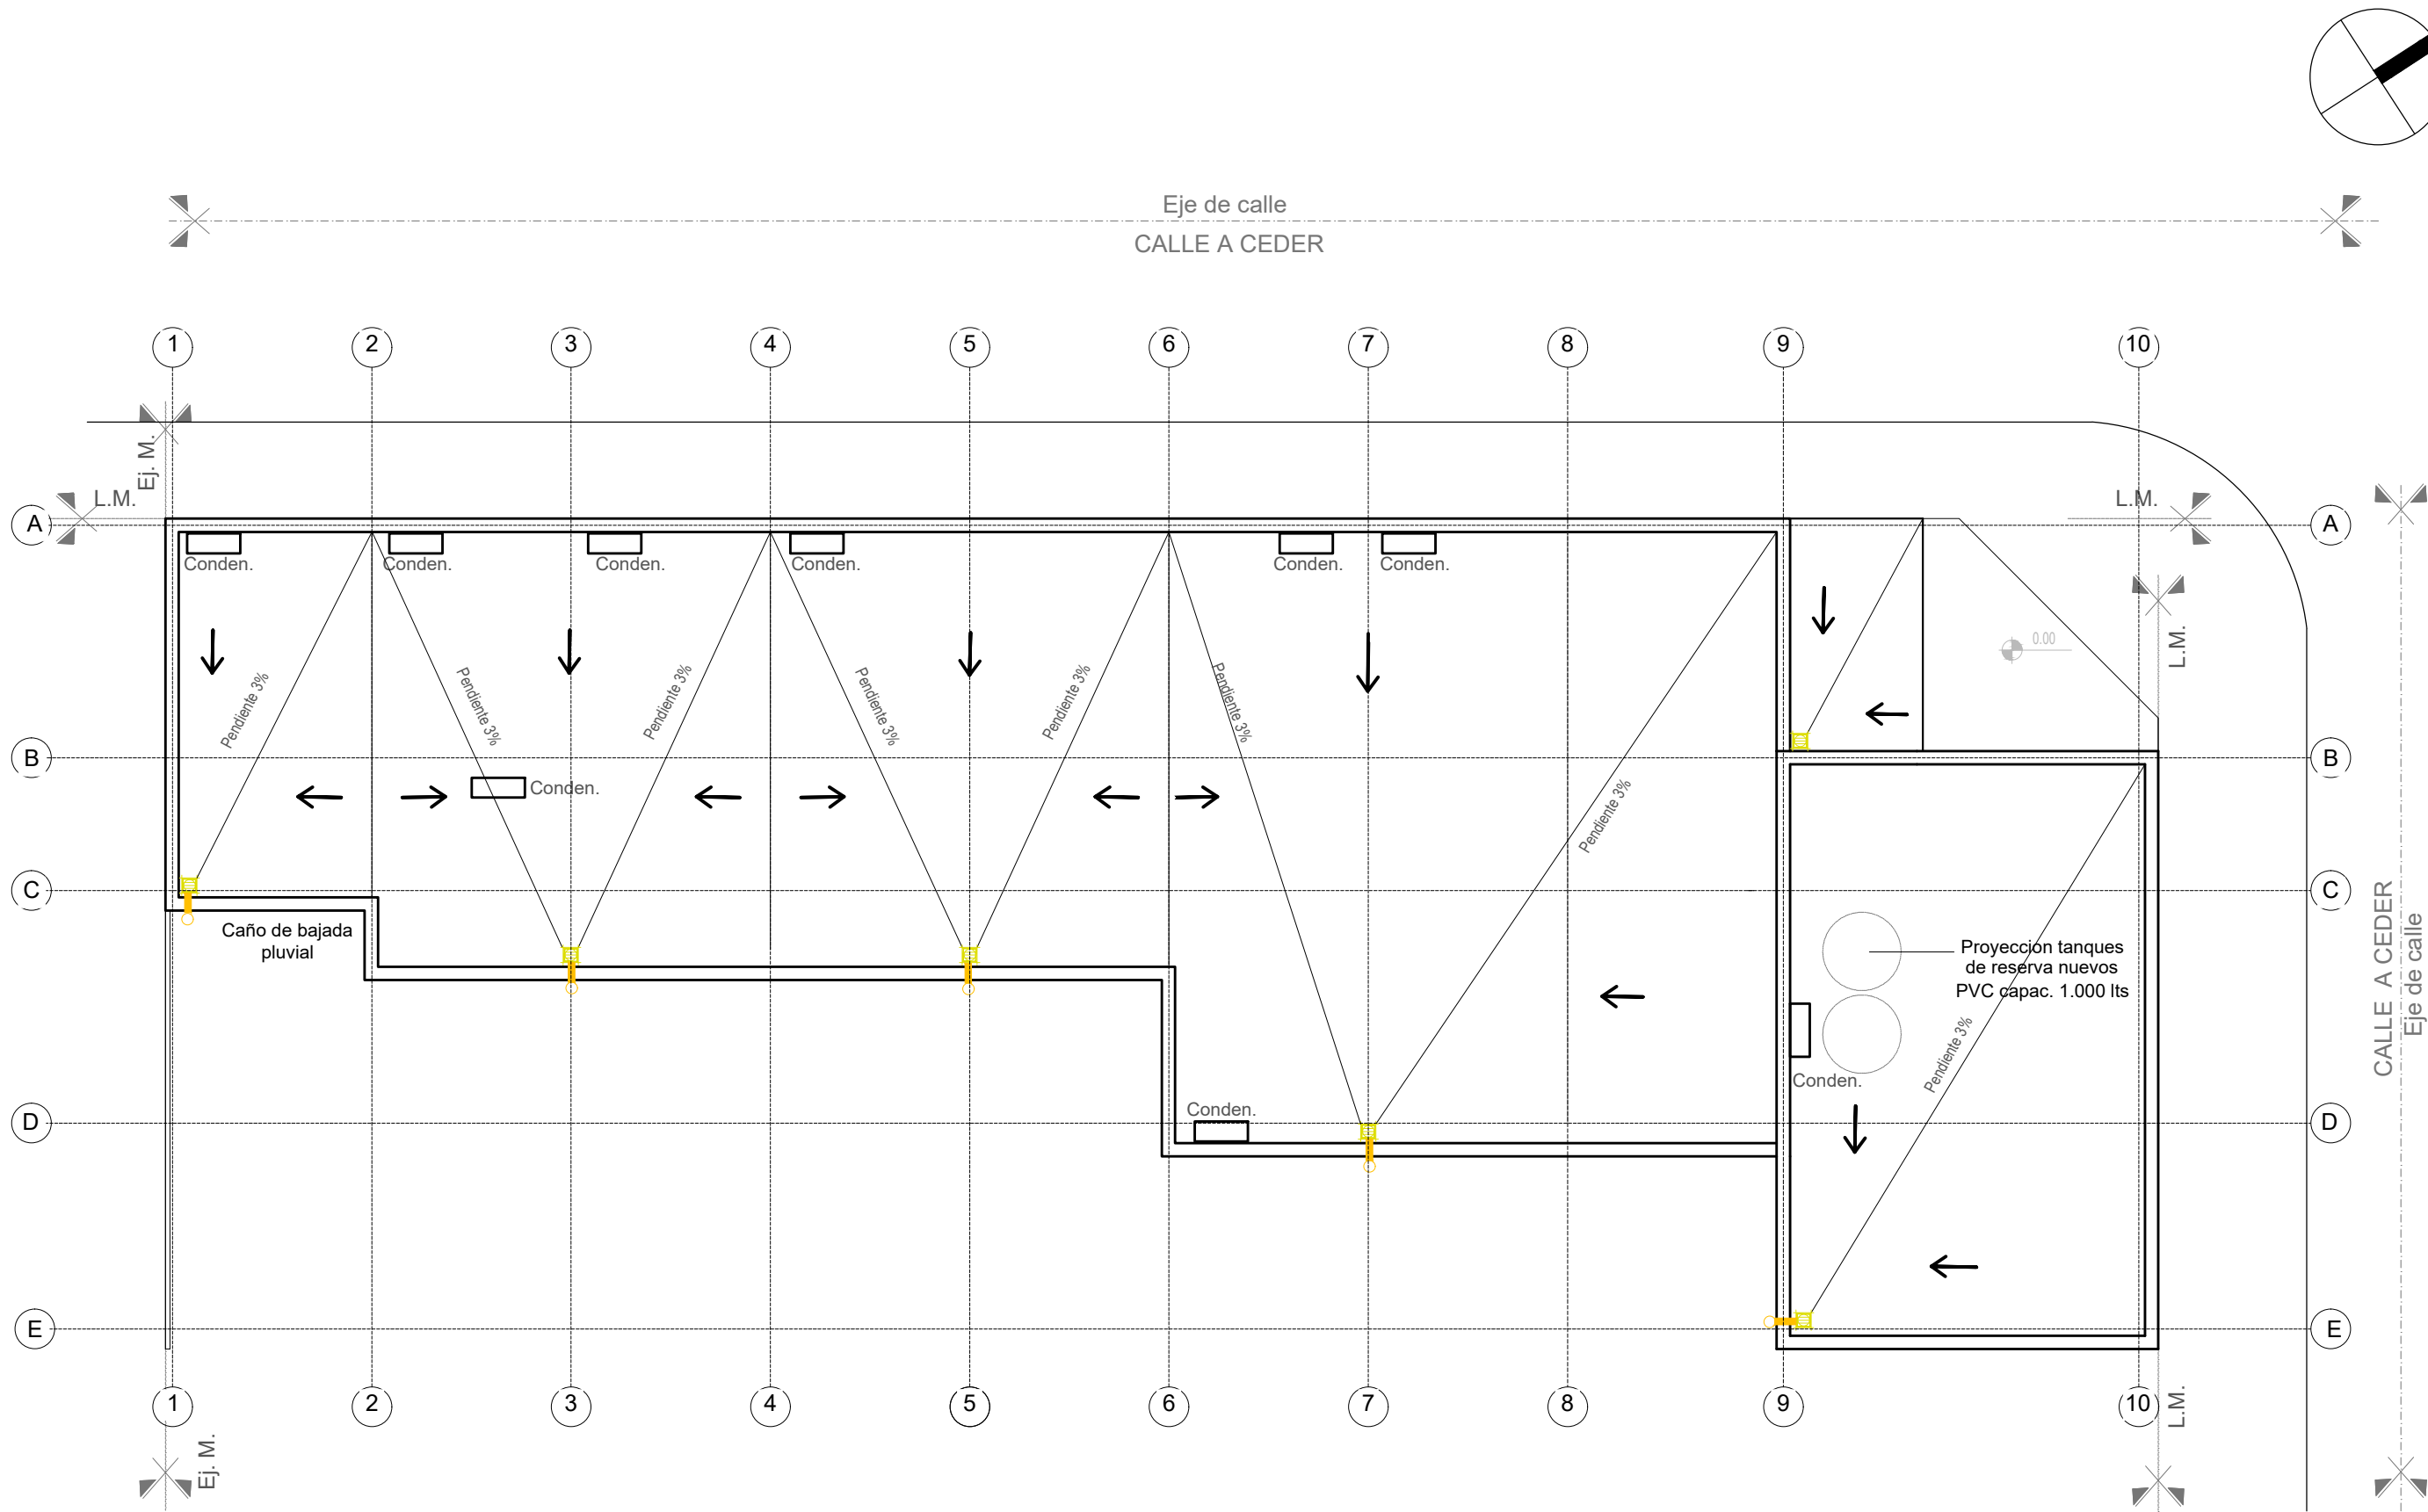 Eje de calle
CALLE A CEDER
1
2
3
4
5
6
7
8
9
10
Ej. M.
L.M.
L.M.
A
A
Conden.
Conden.
Conden.
Conden.
Conden.
Conden.
0.00
L.M.
Pendiente 3%
Pendiente 3%
Pendiente 3%
Pendiente 3%
Pendiente 3%
Pendiente 3%
Pendiente 3%
B
B
Conden.
C
C
Caño de bajada
pluvial
Proyeccion tanques
de reserva nuevos
PVC capac. 1.000 lts
CALLE A CEDER
Eje de calle
Pendiente 3%
Conden.
Conden.
D
D
E
E
1
2
3
4
5
6
7
8
9
10
L.M.
Ej. M.